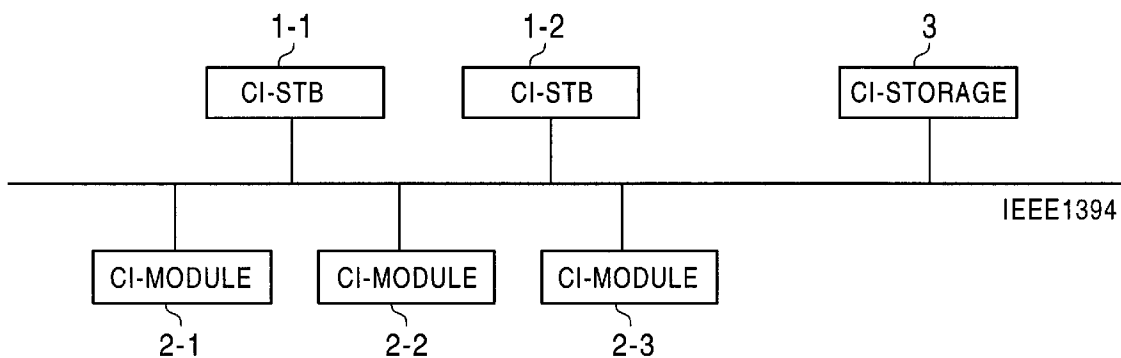 1-1
1-2
3
CI-STB
CI-STB
CI-STORAGE
IEEE1394
CI-MODULE
CI-MODULE
CI-MODULE
2-1
2-2
2-3